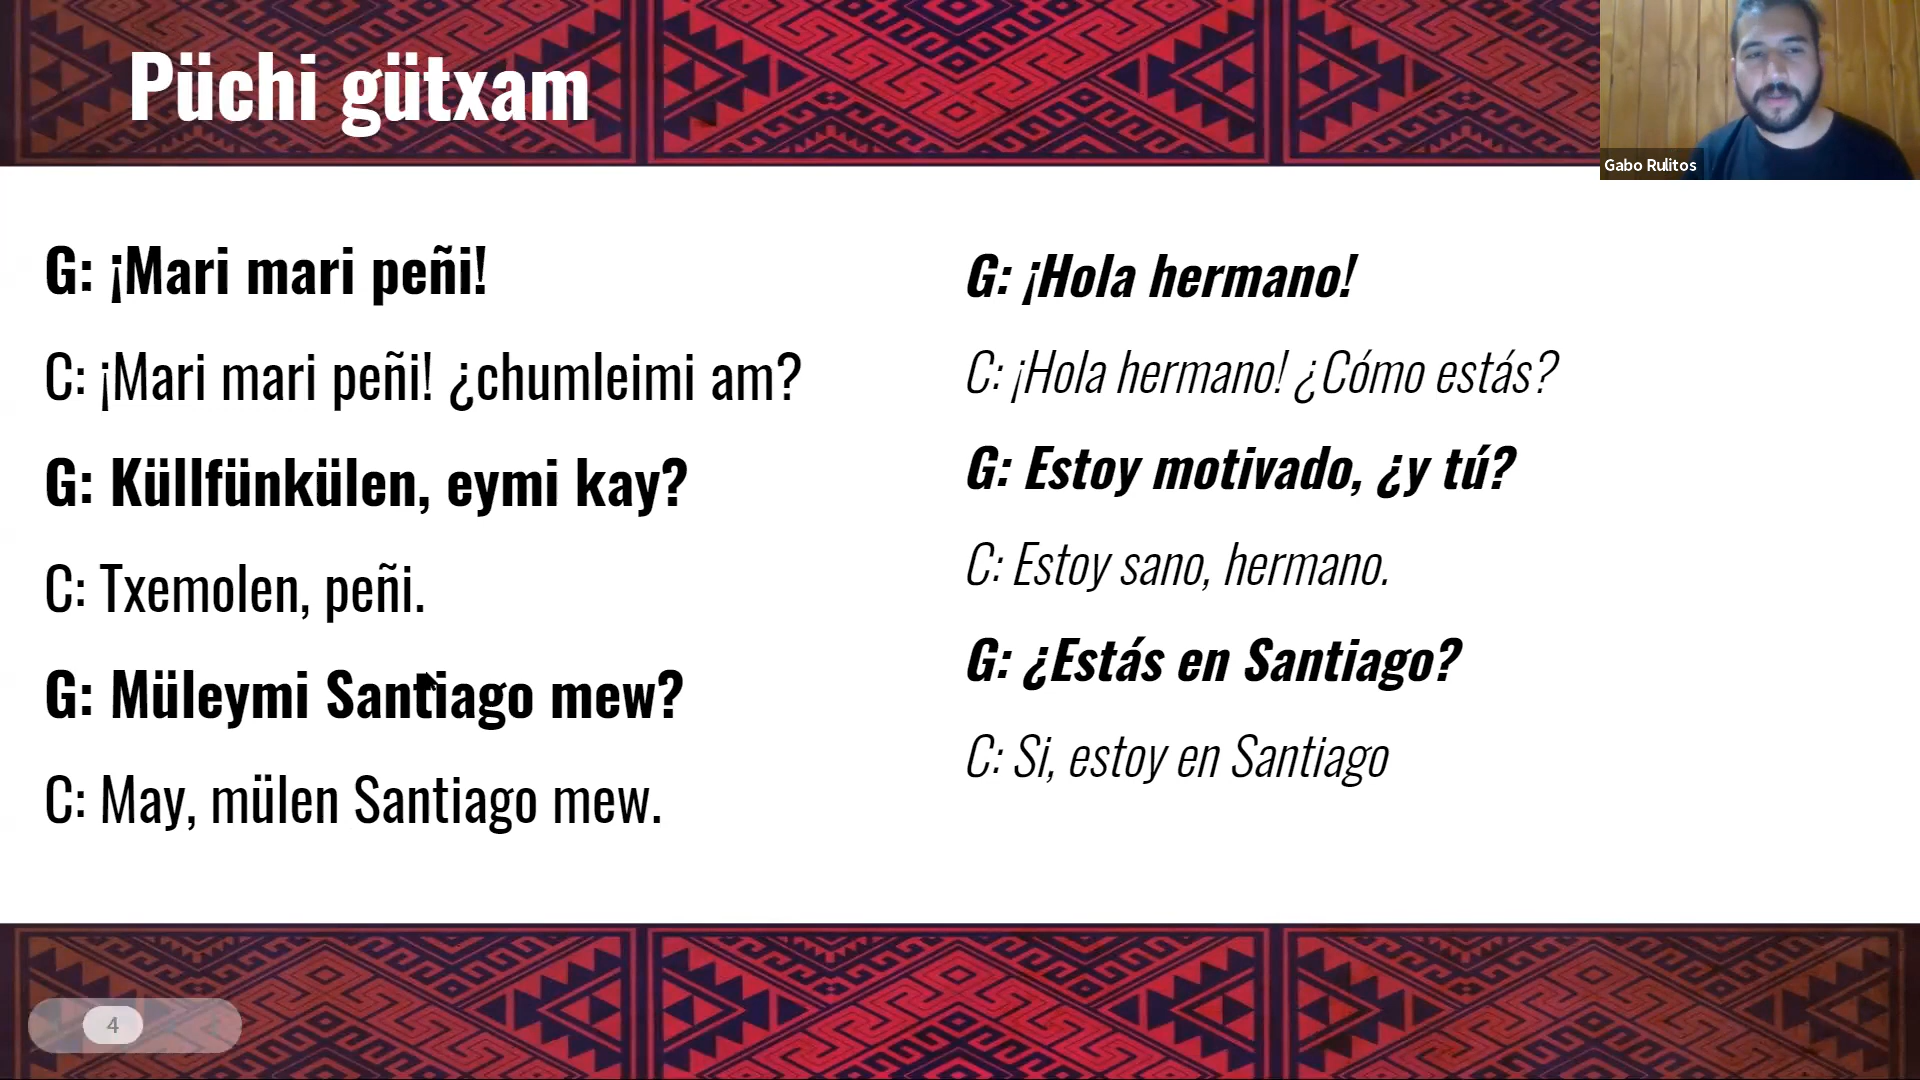 Püchi gütxam
Gabo Rulitos
G: ¡Mari mari peñi!
C: ¡Mari mari peñi! ¿chumleimi am?
G: Küllfünkülen, eymi kay?
C: Txemolen, peñi.
G: Müleymi Santiago mew?
C: May, mülen Santiago mew.
G: ¡Hola hermano!
C: ¡Hola hermano! ¿Cómo estás?
G: Estoy motivado, ¿y tú?
C: Estoy sano, hermano.
G: ¿Estás en Santiago?
C: Si, estoy en Santiago
4